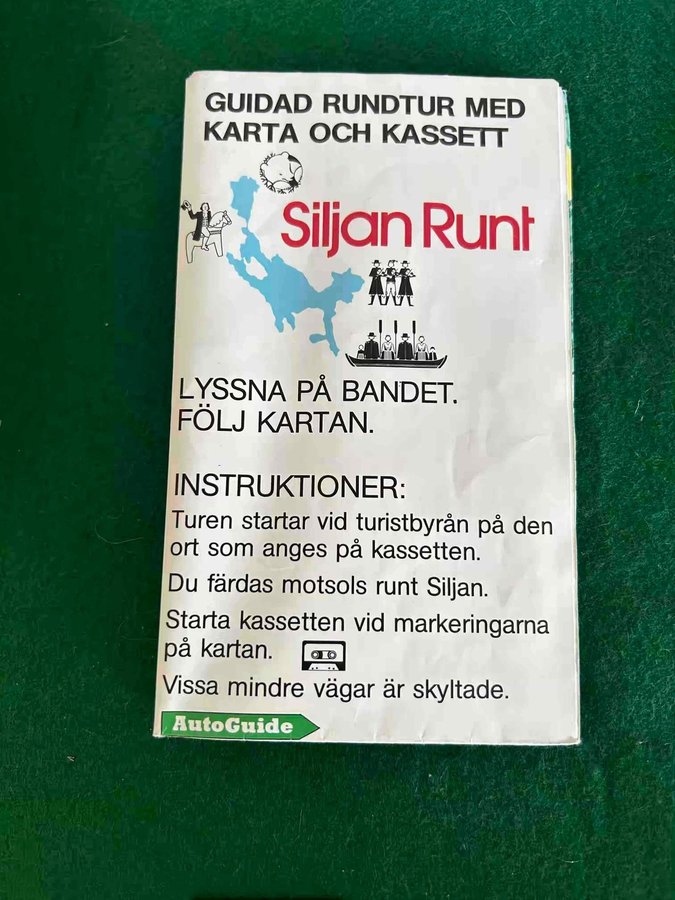 GUIDAD RUNDTUR MED
KARTA OCH KASSETT
Siljan Runt
LYSSNA PÅ BANDET.
FÖLJ KARTAN.
INSTRUKTIONER:
Turen startar vid turistbyrån på den
ort som anges på kassetten.
Du färdas motsols runt Siljan.
Starta kassetten vid markeringarna
på kartan.
Vissa mindre vägar är skyltade.
AutoGuide